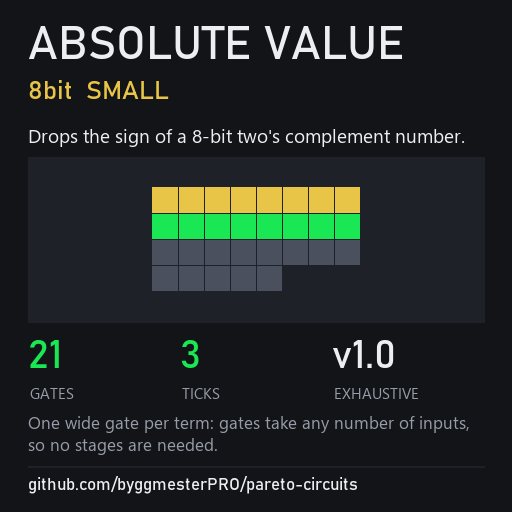 ABSOLUTE VALUE
8bit SMALL
Drops the sign of a 8-bit two's complement number.
21 3 v1.0
GATES TICKS EXHAUSTIVE
One wide gate per term: gates take any number of inputs,
so no stages are needed.
github.com/byggmesterPRO/pareto-circuits